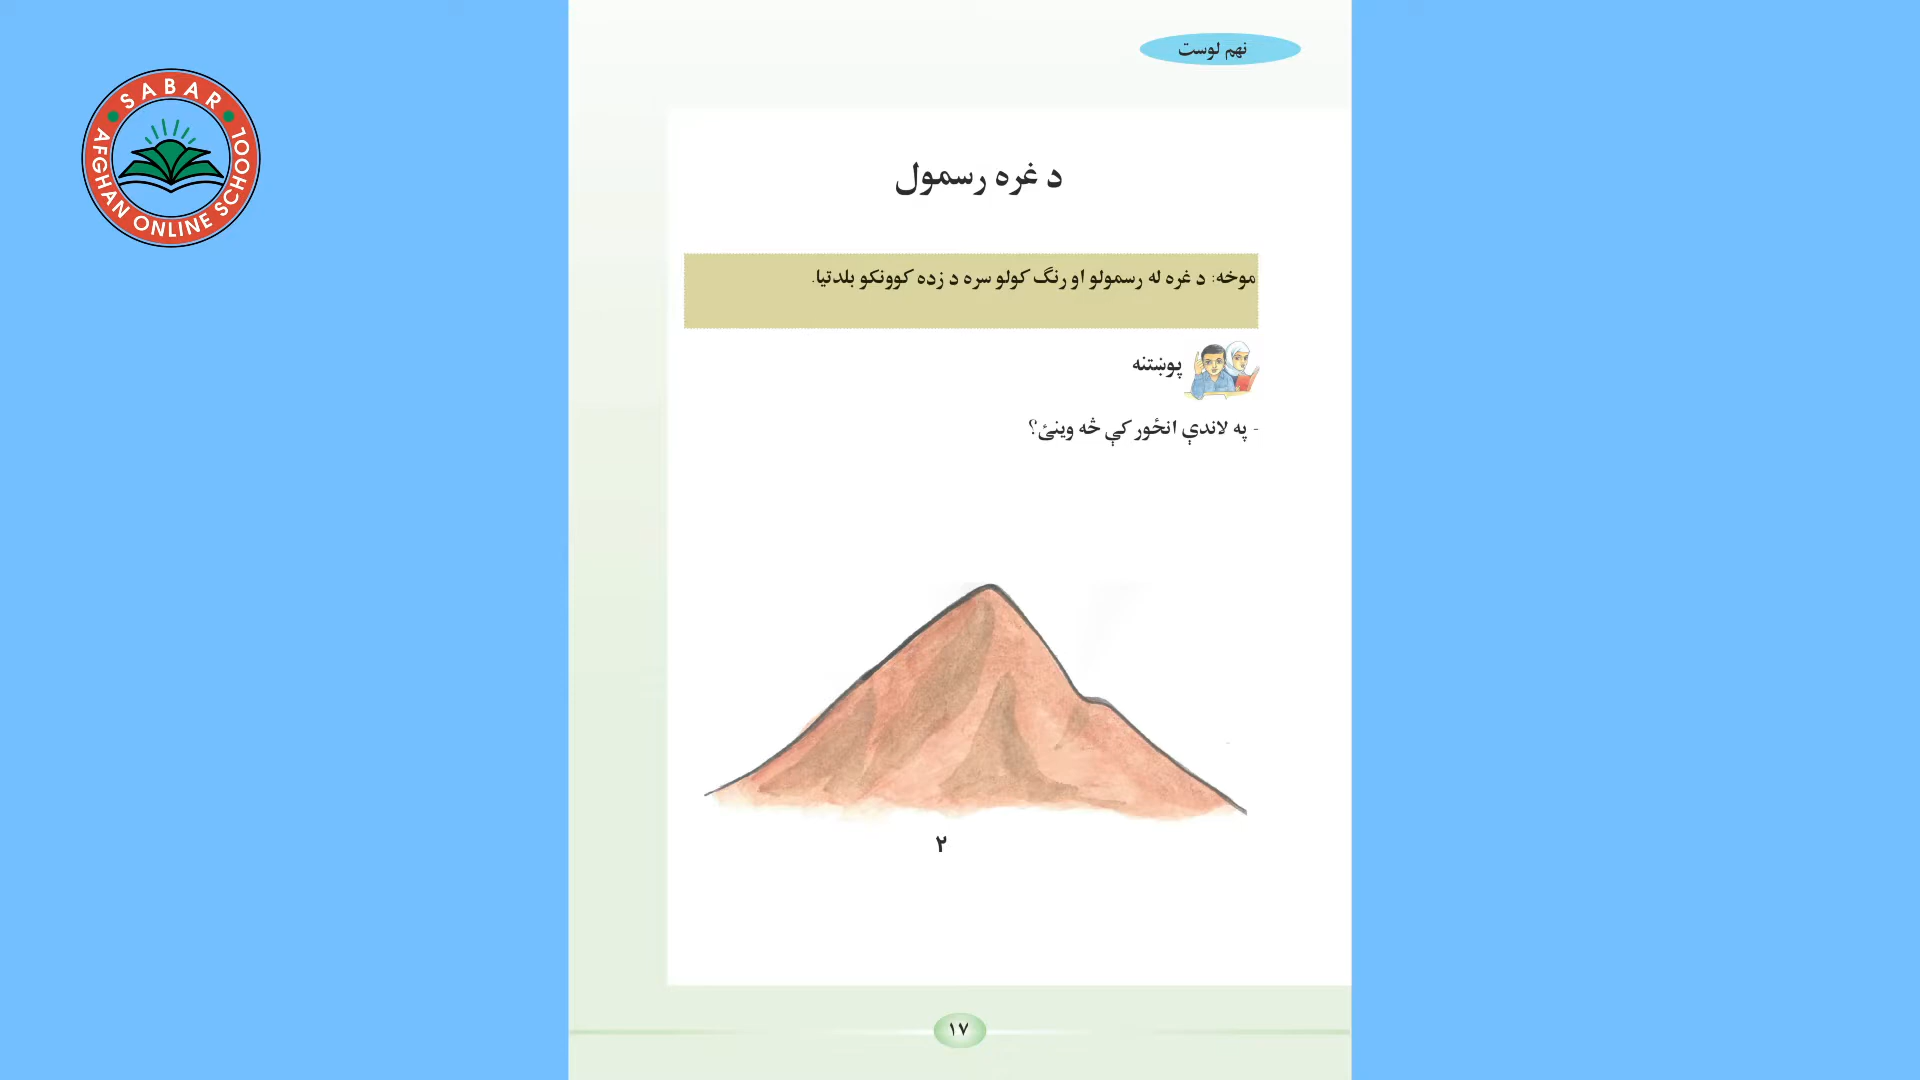 SABAR
AFGHAN ONLINE SCHOOL
نهم لوست
د غره رسمول
موخه: د غره له رسمولو او رنگ کولو سره د زده کوونکو بلدتیا.
پوښتنه
- په لاندې انځور کې څه وینئ؟
۲
۱۷